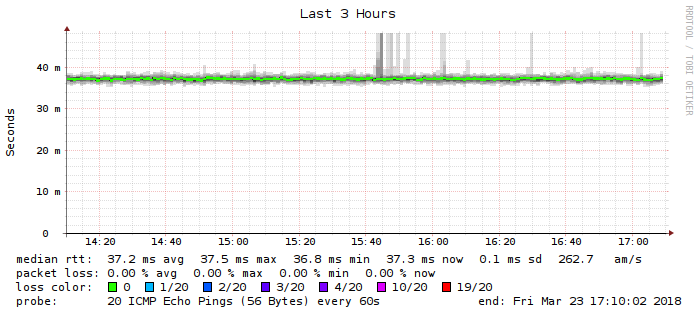 Last 3 Hours
RRDTOOL / TOBI OETIKER
Seconds
40 m
30 m
20 m
10 m
0
14:20 14:40 15:00 15:20 15:40 16:00 16:20 16:40 17:00
median rtt: 37.2 ms avg 37.5 ms max 36.8 ms min 37.3 ms now 0.1 ms sd 262.7 am/s
packet loss: 0.00 % avg 0.00 % max 0.00 % min 0.00 % now
loss color: 0 1/20 2/20 3/20 4/20 10/20 19/20
probe: 20 ICMP Echo Pings (56 Bytes) every 60s end: Fri Mar 23 17:10:02 2018